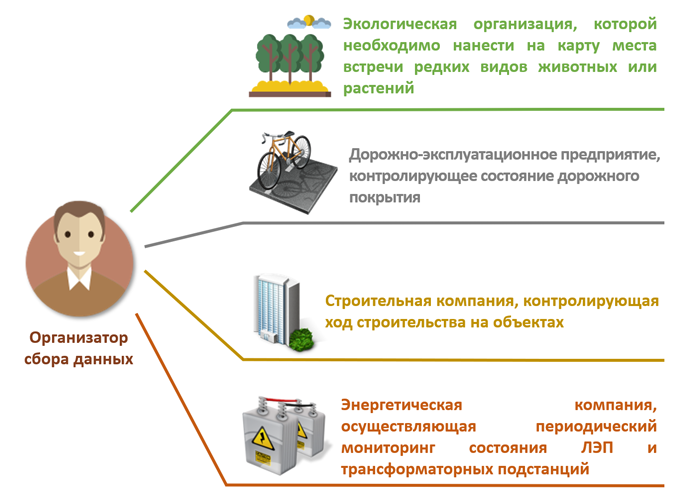 Экологическая организация, которой
необходимо нанести на карту места
встречи редких видов животных или
растений
Дорожно-эксплуатационное предприятие,
контролирующее состояние дорожного
покрытия
Организатор
сбора данных
Строительная компания, контролирующая
ход строительства на объектах
Энергетическая компания,
осуществляющая периодический
мониторинг состояния ЛЭП и
трансформаторных подстанций